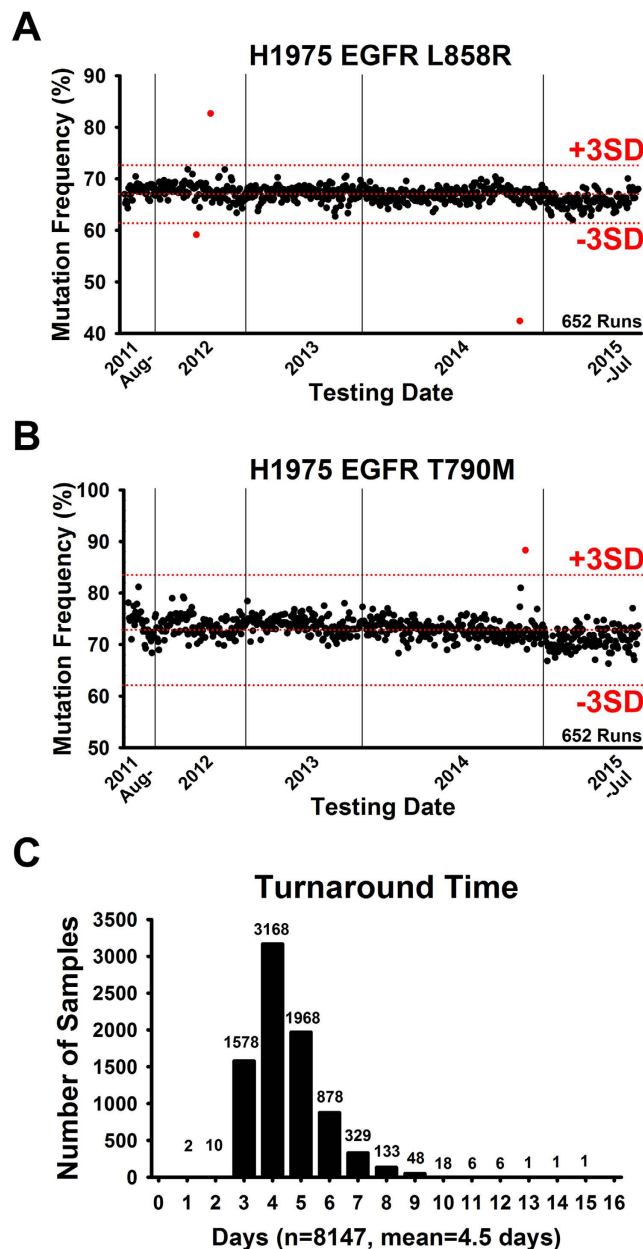 A
H1975 EGFR L858R
Mutation Frequency (%)
90
80
70
60
50
40
+3SD
-3SD
652 Runs
2011
Aug-
2012
2013
2014
2015
-Jul
Testing Date
B
H1975 EGFR T790M
Mutation Frequency (%)
100
90
80
70
60
50
+3SD
-3SD
652 Runs
2011
Aug-
2012
2013
2014
2015
-Jul
Testing Date
C
Turnaround Time
Number of Samples
3500
3000
2500
2000
1500
1000
500
0
2 10 1578 3168 1968 878 329 133 48 18 6 6 1 1 1
0 1 2 3 4 5 6 7 8 9 10 11 12 13 14 15 16
Days (n=8147, mean=4.5 days)